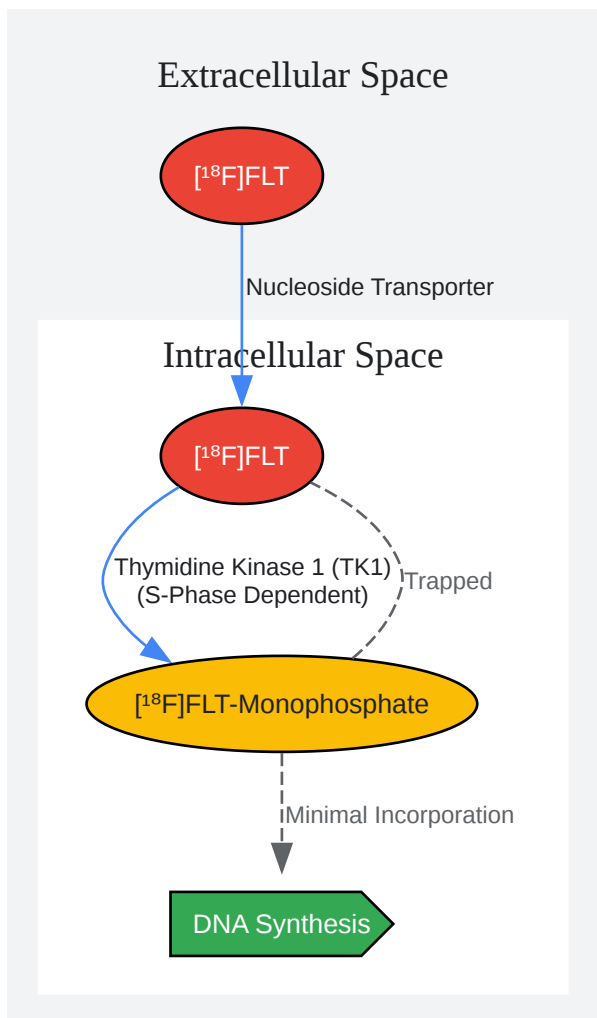 Extracellular Space
[¹⁸F]FLT
Nucleoside Transporter
Intracellular Space
[¹⁸F]FLT
Thymidine Kinase 1 (TK1)
(S-Phase Dependent)
Trapped
[¹⁸F]FLT-Monophosphate
Minimal Incorporation
DNA Synthesis